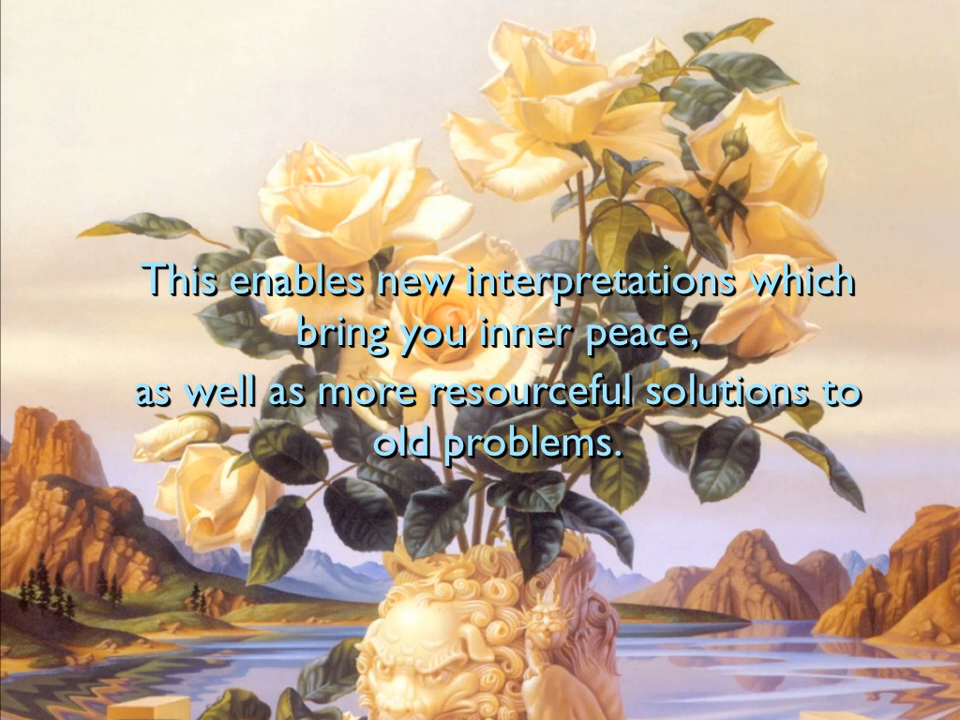 This enables new interpretations which
bring you inner peace,
as well as more resourceful solutions to
old problems.